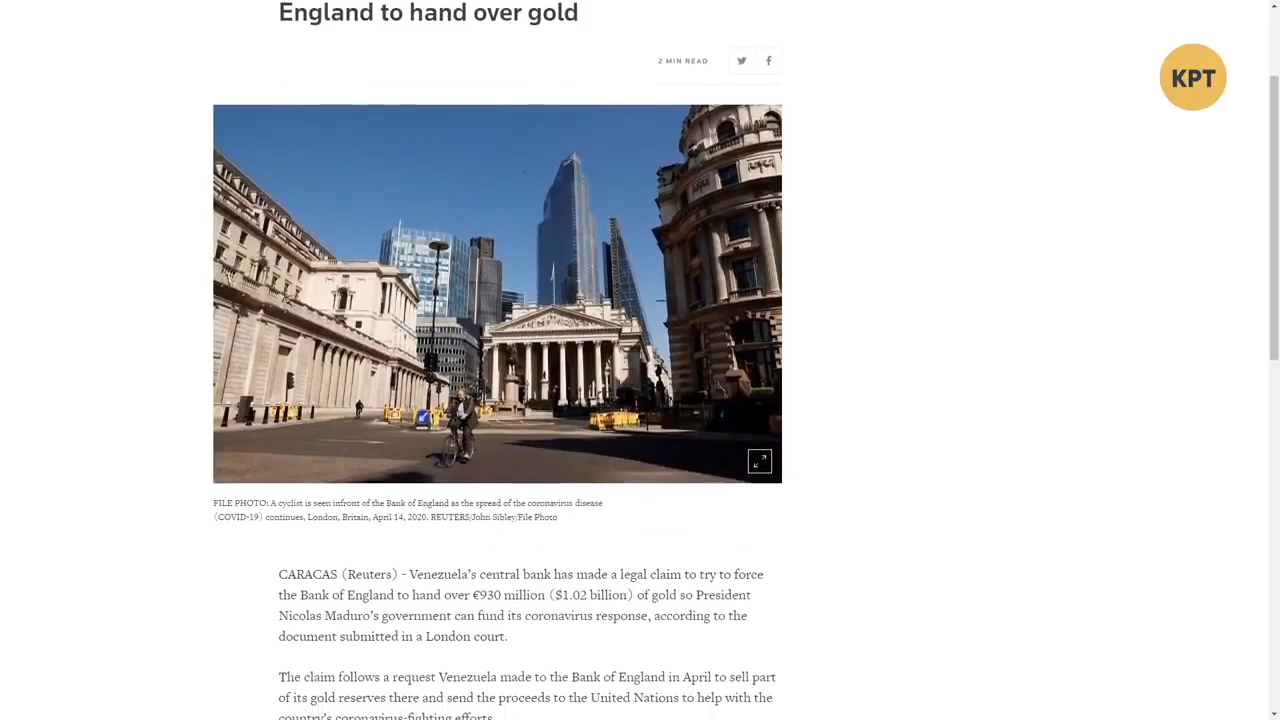 England to hand over gold
2 MIN READ
KPT
FILE PHOTO: A cyclist is seen infront of the Bank of England as the spread of the coronavirus disease
(COVID-19) continues, London, Britain, April 14, 2020. REUTERS/John Sibley/File Photo
CARACAS (Reuters) - Venezuela’s central bank has made a legal claim to try to force
the Bank of England to hand over €930 million ($1.02 billion) of gold so President
Nicolas Maduro’s government can fund its coronavirus response, according to the
document submitted in a London court.
The claim follows a request Venezuela made to the Bank of England in April to sell part
of its gold reserves there and send the proceeds to the United Nations to help with the
country’s coronavirus-fighting efforts.